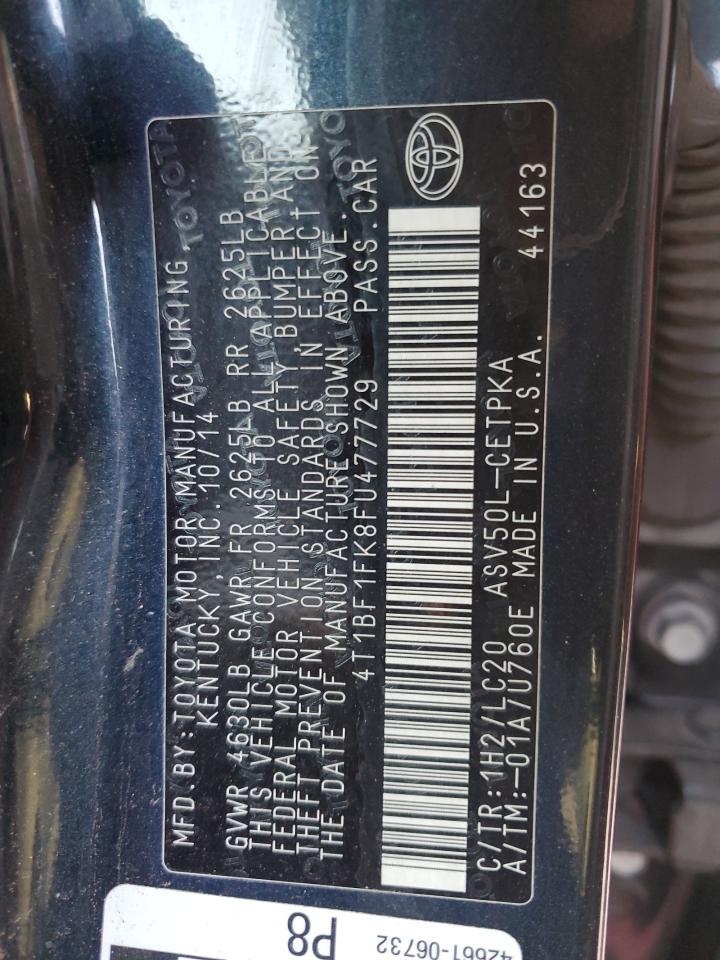 MFD.BY:TOYOTA MOTOR MANUFACTURING
KENTUCKY,INC. 10/14
GVWR 4630LB GAWR FR 2625LB RR 2625LB
THIS VEHICLE CONFORMS TO ALL APPLICABLE
FEDERAL MOTOR VEHICLE SAFETY,BUMPER AND
THEFT PREVENTION STANDARDS IN EFFECT ON
THE DATE OF MANUFACTURE SHOWN ABOVE.
4T1BF1FK8FU477729 PASS.CAR
C/TR:1H2/LC20 ASV50L-CETPKA
A/TM:-01A/U760E MADE IN U.S.A. 44163
P8
42661-06732